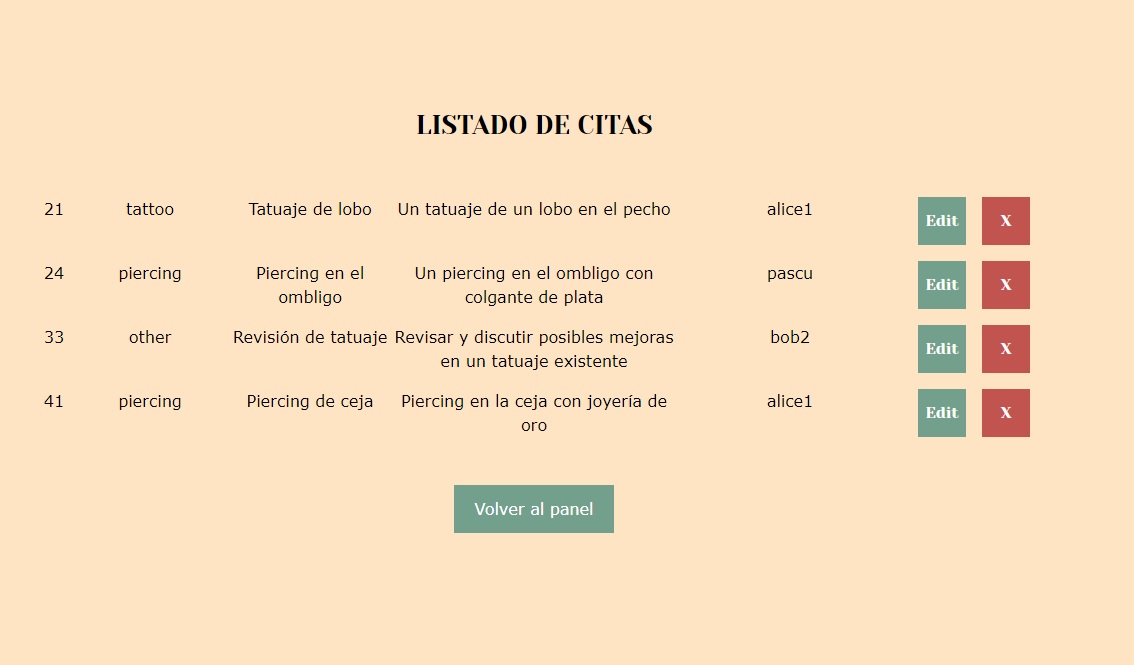 LISTADO DE CITAS
21 tattoo Tatuaje de lobo Un tatuaje de un lobo en el pecho alice1 Edit X
24 piercing Piercing en el Un piercing en el ombligo con pascu Edit X
ombligo colgante de plata
33 other Revisión de tatuaje Revisar y discutir posibles mejoras bob2 Edit X
en un tatuaje existente
41 piercing Piercing de ceja Piercing en la ceja con joyería de alice1 Edit X
oro
Volver al panel